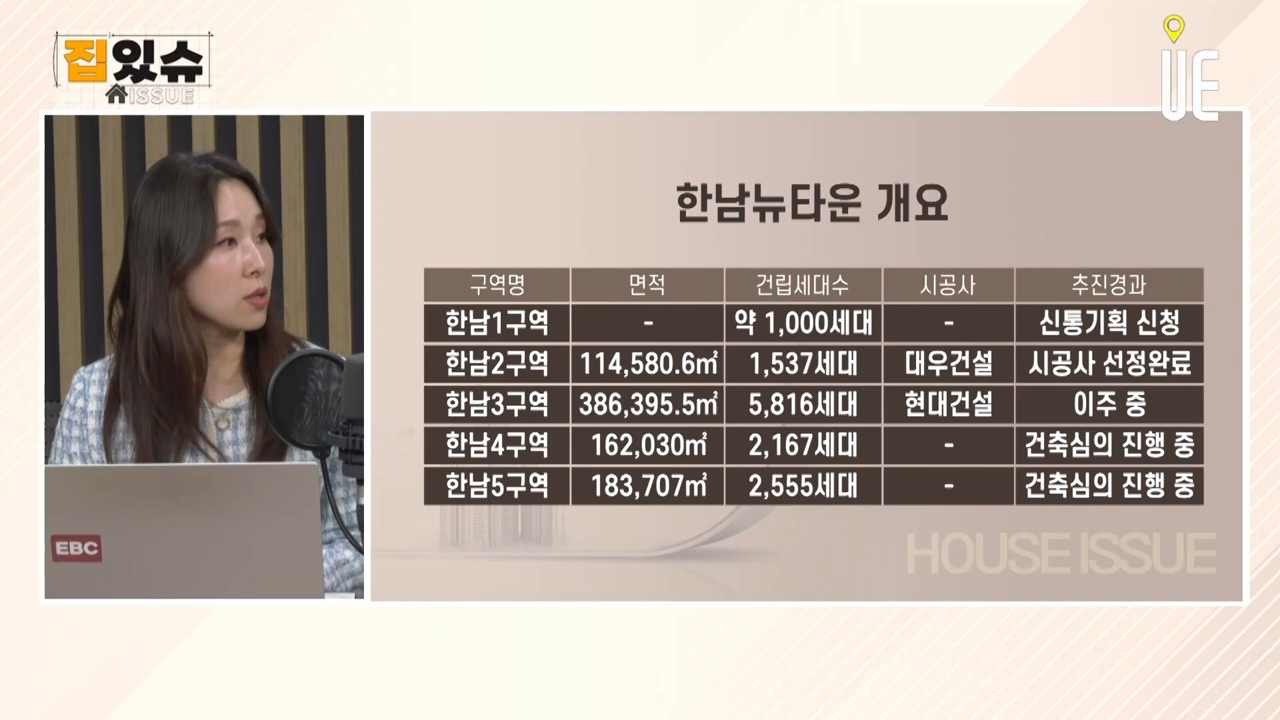 집있슈
ISSUE
UE
한남뉴타운 개요
구역명 면적 건립세대수 시공사 추진경과
한남1구역 - 약 1,000세대 - 신통기획 신청
한남2구역 114,580.6㎡ 1,537세대 대우건설 시공사 선정완료
한남3구역 386,395.5㎡ 5,816세대 현대건설 이주 중
한남4구역 162,030㎡ 2,167세대 - 건축심의 진행 중
한남5구역 183,707㎡ 2,555세대 - 건축심의 진행 중
EBC
HOUSE ISSUE